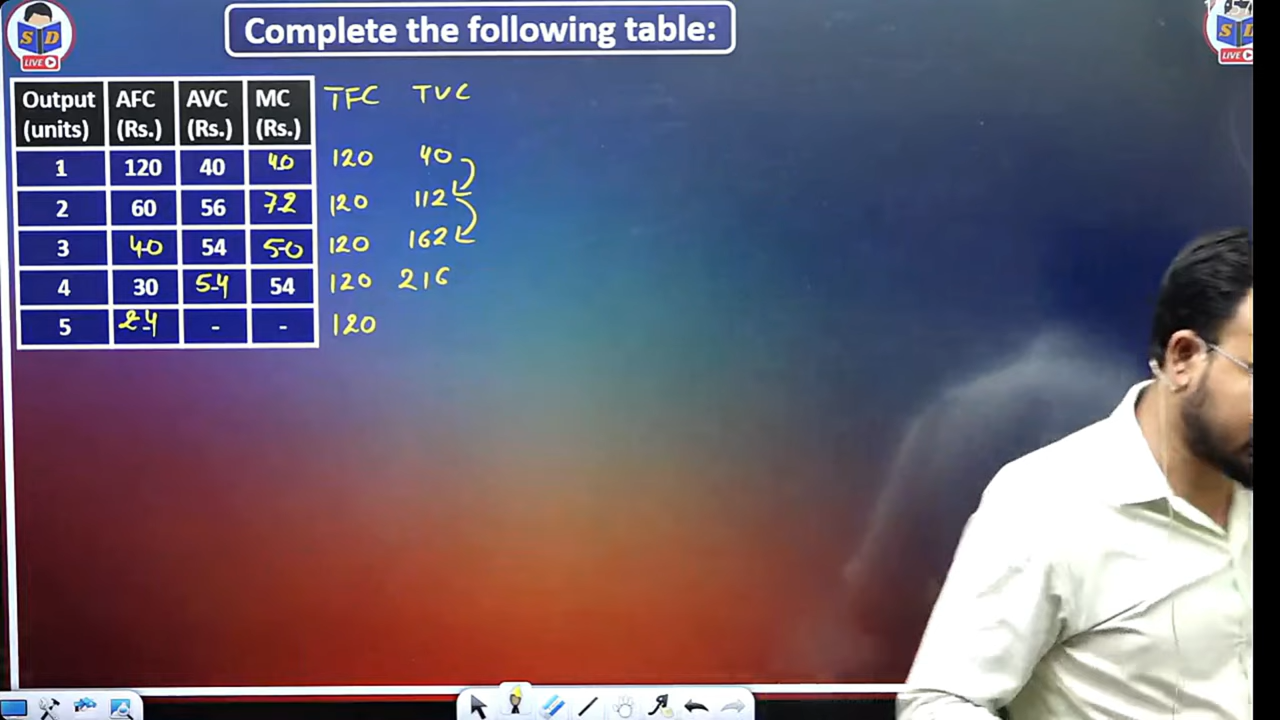 S D
LIVE
Complete the following table:
S D
LIVE
Output (units) AFC (Rs.) AVC (Rs.) MC (Rs.) TFC TVC
1 120 40 40 120 40
2 60 56 72 120 112
3 40 54 50 120 162
4 30 54 54 120 216
5 24 - - 120